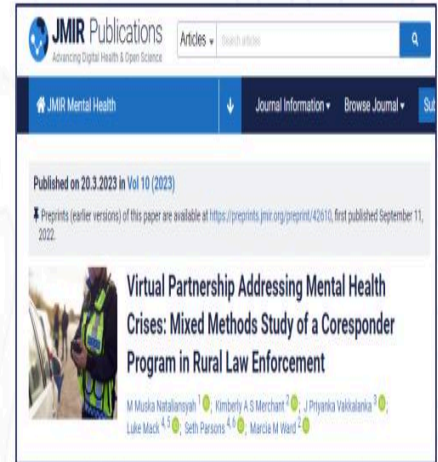 JMIR Publications
Advancing Digital Health & Open Science
Articles
Search articles
JMIR Mental Health
Journal Information
Browse Journal
Sub
Published on 20.3.2023 in Vol 10 (2023)
Preprints (earlier versions) of this paper are available at https://preprints.jmir.org/preprint/42610, first published September 11,
2022.
Virtual Partnership Addressing Mental Health
Crises: Mixed Methods Study of a Coresponder
Program in Rural Law Enforcement
M Muska Nataliansyah 1 ; Kimberly A S Merchant 2 ; J Priyanka Vakkalanka 3 ;
Luke Mack 4, 5 ; Seth Parsons 4, 6 ; Marcia M Ward 2